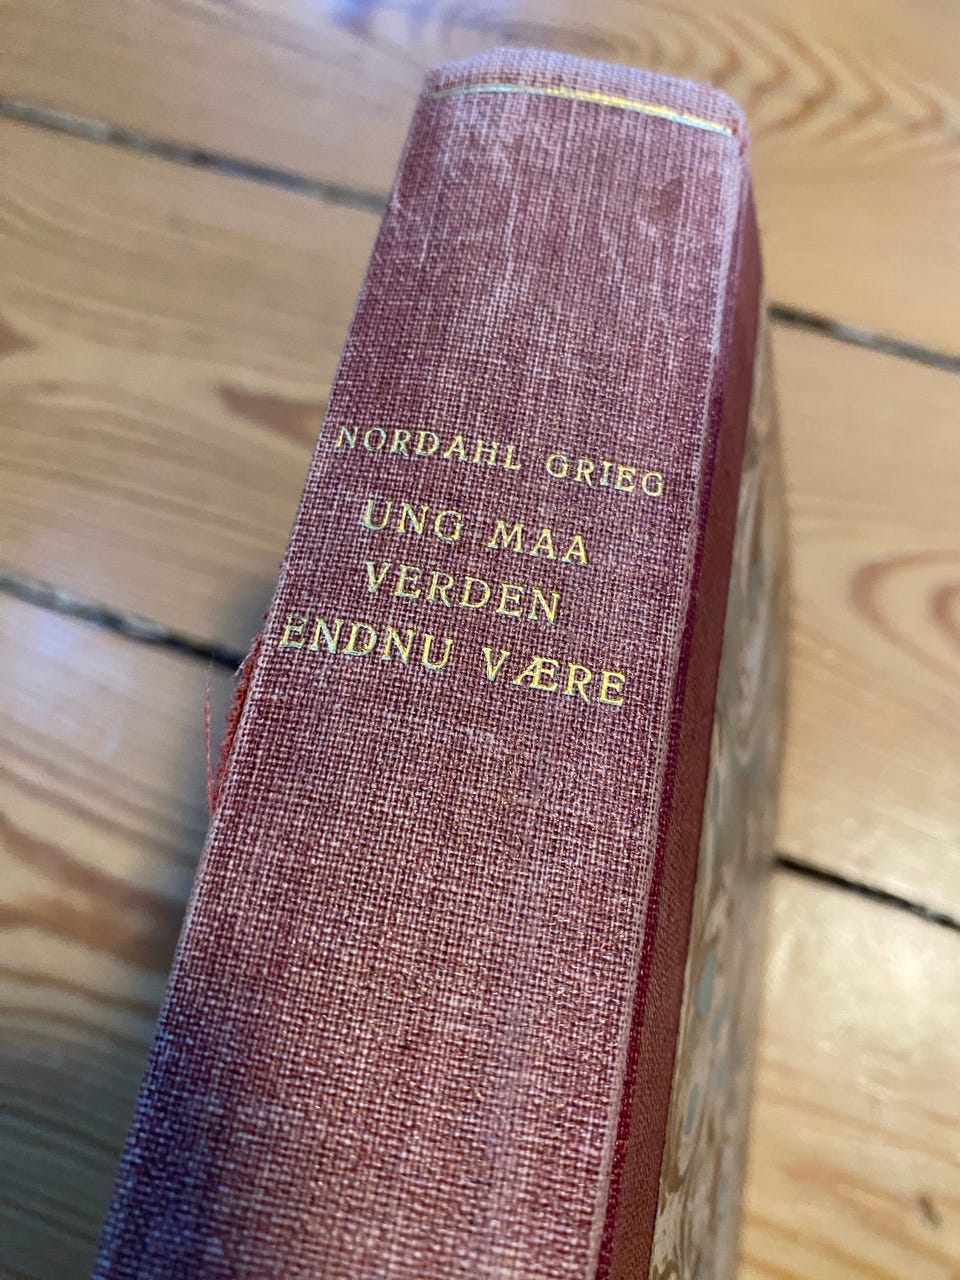 NORDAHL GRIEG
UNG MAA
VERDEN
ENDNU VÆRE